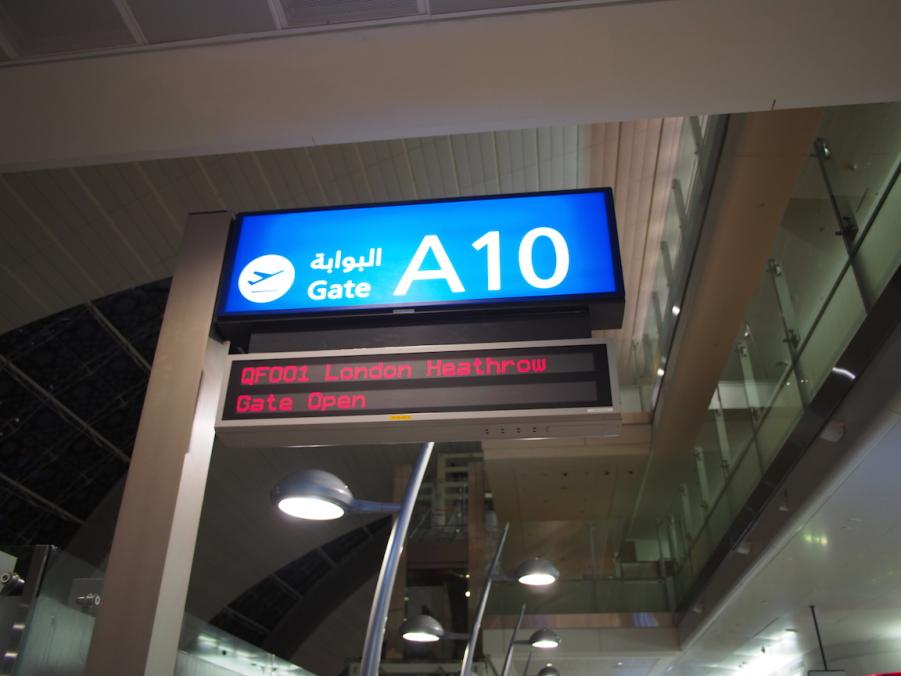 البوابة
Gate
A10
QF001 London Heathrow
Gate Open